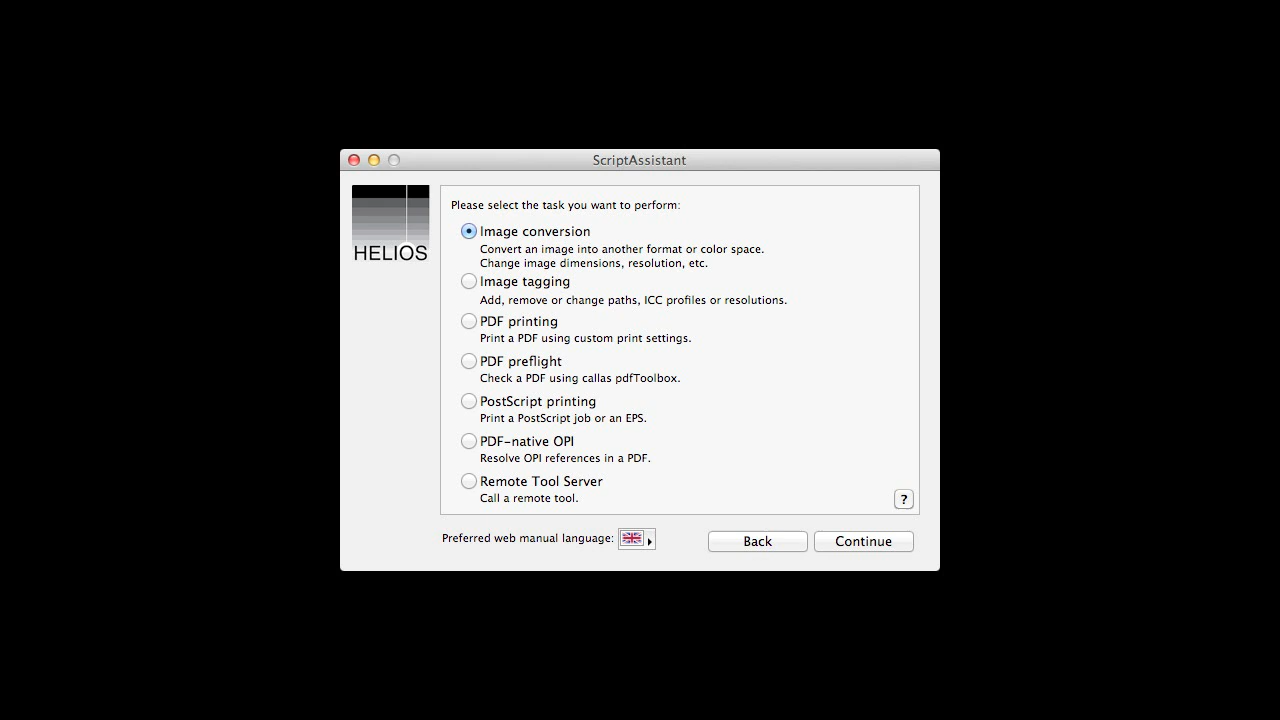 ScriptAssistant
HELIOS
Please select the task you want to perform:
Image conversion
Convert an image into another format or color space.
Change image dimensions, resolution, etc.
Image tagging
Add, remove or change paths, ICC profiles or resolutions.
PDF printing
Print a PDF using custom print settings.
PDF preflight
Check a PDF using callas pdfToolbox.
PostScript printing
Print a PostScript job or an EPS.
PDF-native OPI
Resolve OPI references in a PDF.
Remote Tool Server
Call a remote tool.
?
Preferred web manual language:
Back
Continue